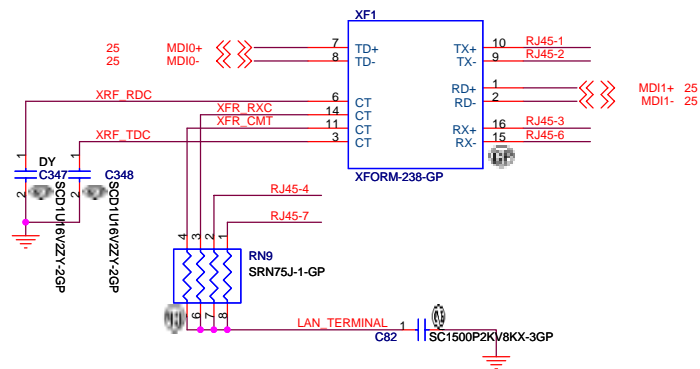 XF1
25 MDI0+ 7 TD+ TX+ 10 RJ45-1
25 MDI0- 8 TD- TX- 9 RJ45-2
RD+ 1 MDI1+ 25
RD- 2 MDI1- 25
XRF_RDC 6 CT
XFR_RXC 14 CT
XFR_CMT 11 CT RX+ 16 RJ45-3
XRF_TDC 3 CT RX- 15 RJ45-6
GP
XFORM-238-GP
1 DY 1
C347 C348
2 2
SCD1U16V2ZY-2GP
SCD1U16V2ZY-2GP
RJ45-4
RJ45-7
4 3 2 1
RN9
SRN75J-1-GP
6 7 8
LAN_TERMINAL
C82 1 SC1500P2KV8KX-3GP